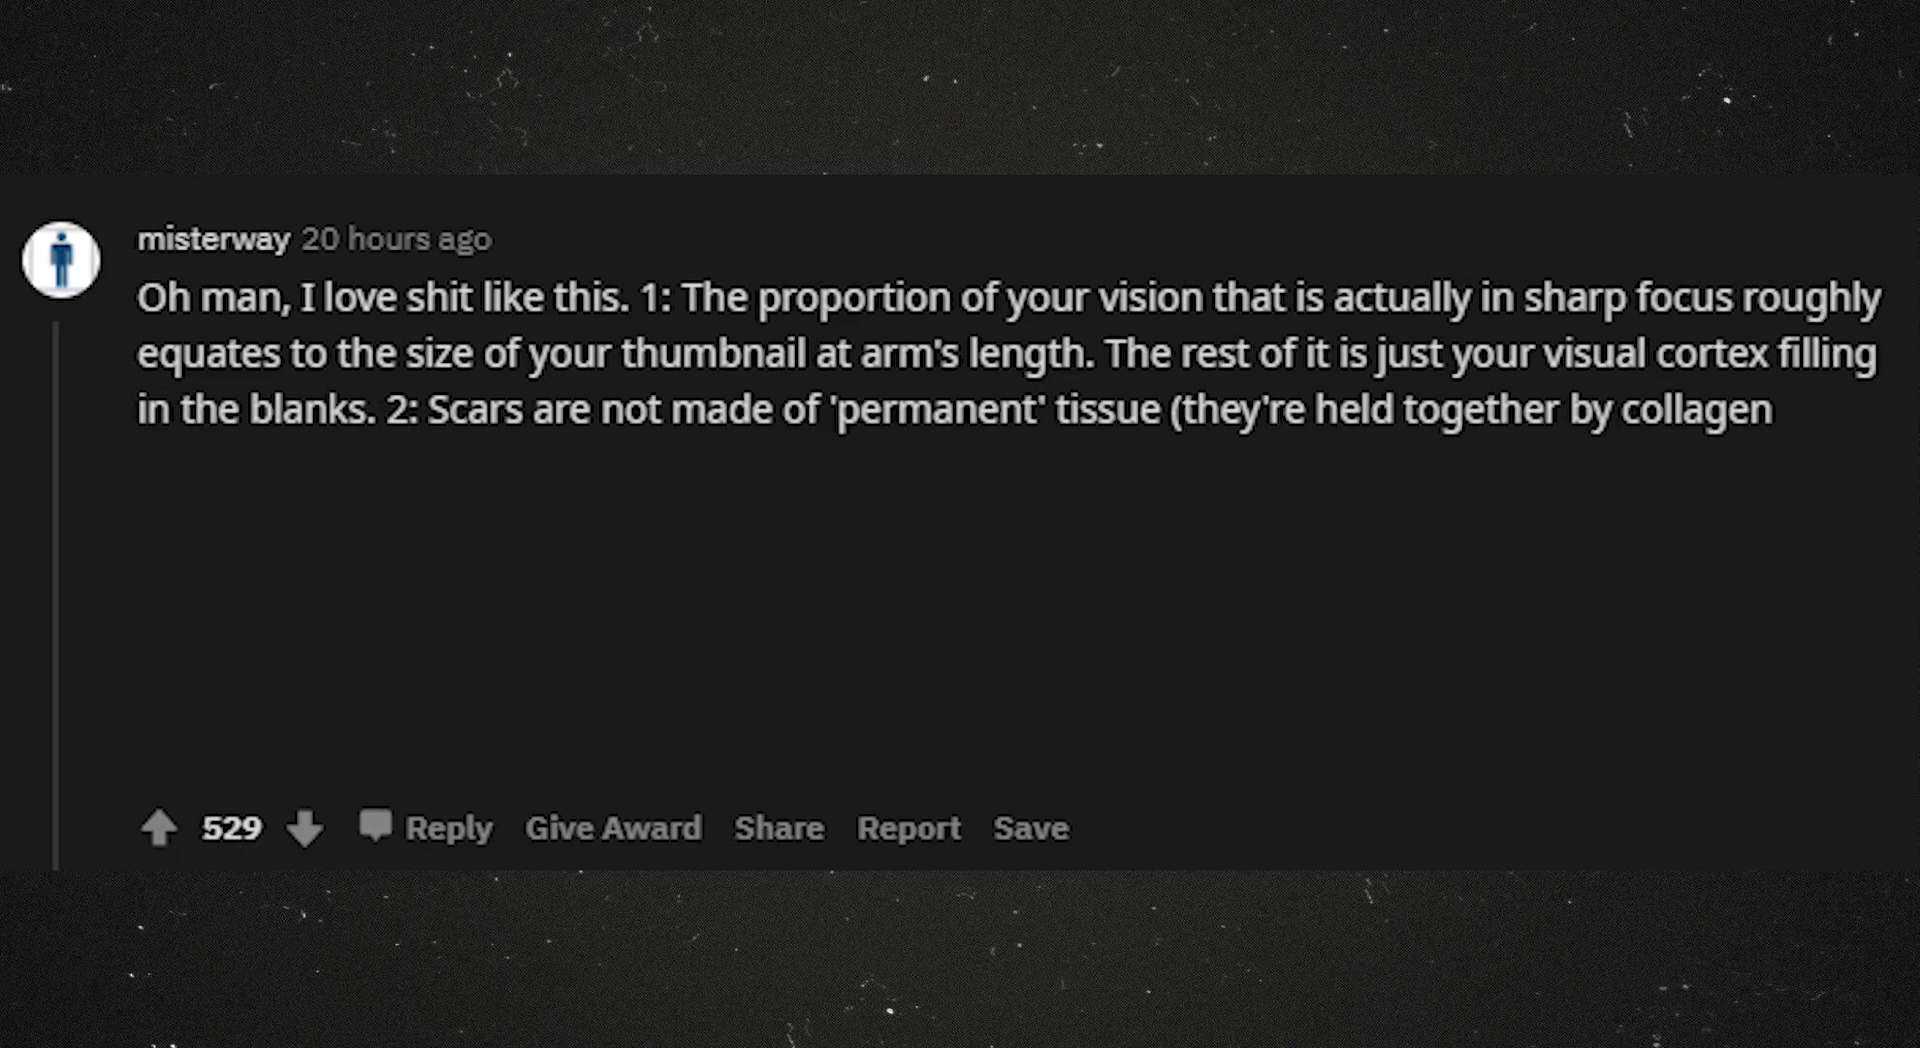 misterway 20 hours ago
Oh man, I love shit like this. 1: The proportion of your vision that is actually in sharp focus roughly
equates to the size of your thumbnail at arm's length. The rest of it is just your visual cortex filling
in the blanks. 2: Scars are not made of 'permanent' tissue (they're held together by collagen
529 Reply Give Award Share Report Save